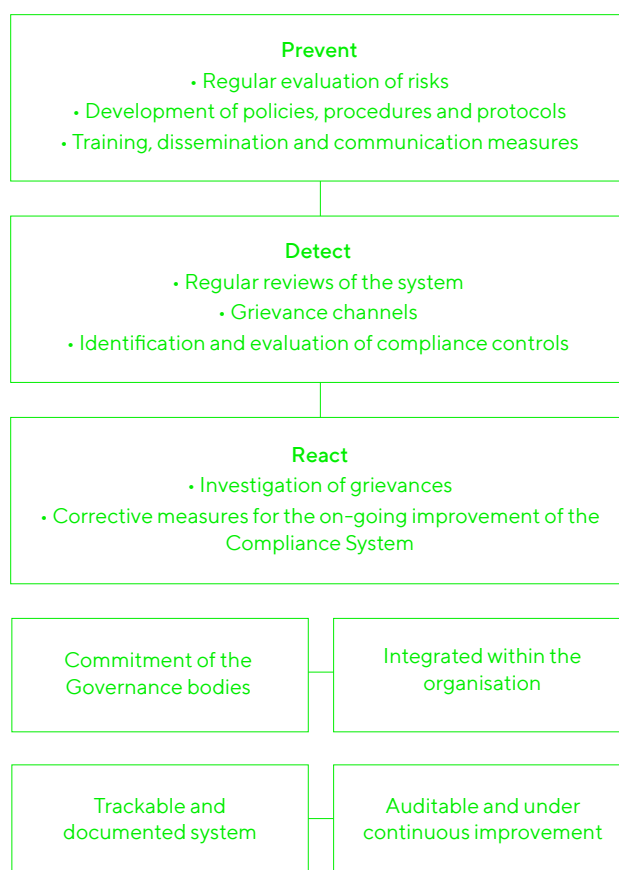 Prevent
• Regular evaluation of risks
• Development of policies, procedures and protocols
• Training, dissemination and communication measures
Detect
• Regular reviews of the system
• Grievance channels
• Identification and evaluation of compliance controls
React
• Investigation of grievances
• Corrective measures for the on-going improvement of the
Compliance System
Commitment of the
Governance bodies
Integrated within the
organisation
Trackable and
documented system
Auditable and under
continuous improvement